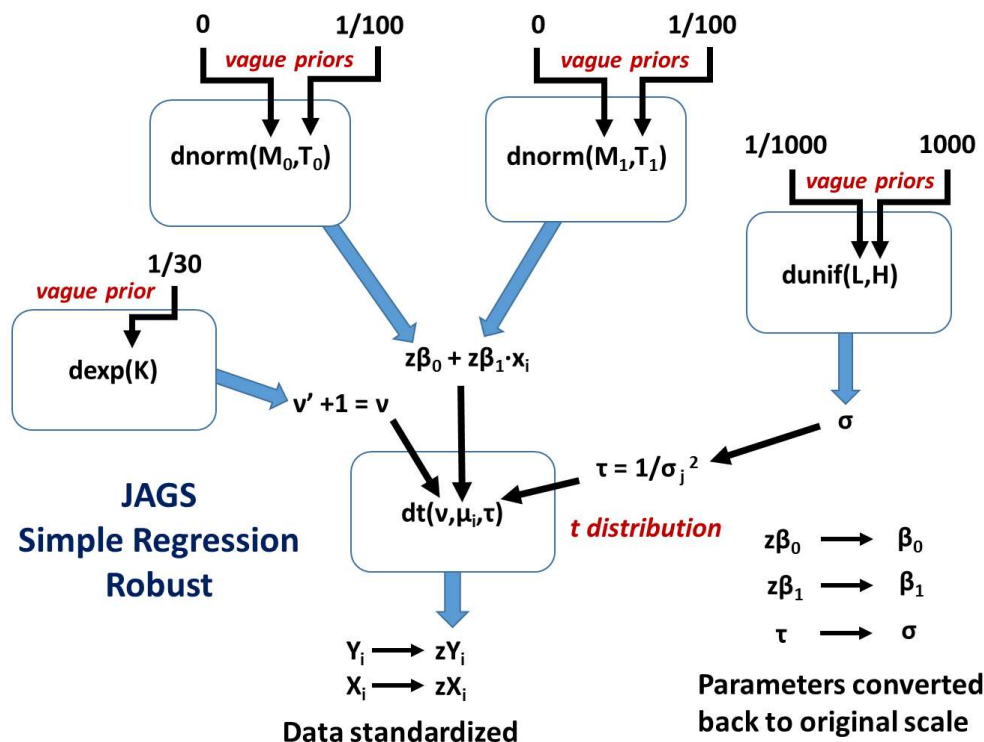 0 1/100
vague priors
dnorm(M₀,T₀)
0 1/100
vague priors
dnorm(M₁,T₁)
1/1000 1000
vague priors
dunif(L,H)
1/30
vague prior
dexp(K)
zβ₀ + zβ₁·xᵢ
ν’ +1 = ν
σ
τ = 1/σⱼ²
dt(ν,μᵢ,τ)
t distribution
JAGS
Simple Regression
Robust
zβ₀ β₀
zβ₁ β₁
τ σ
Parameters converted
back to original scale
Yᵢ zYᵢ
Xᵢ zXᵢ
Data standardized